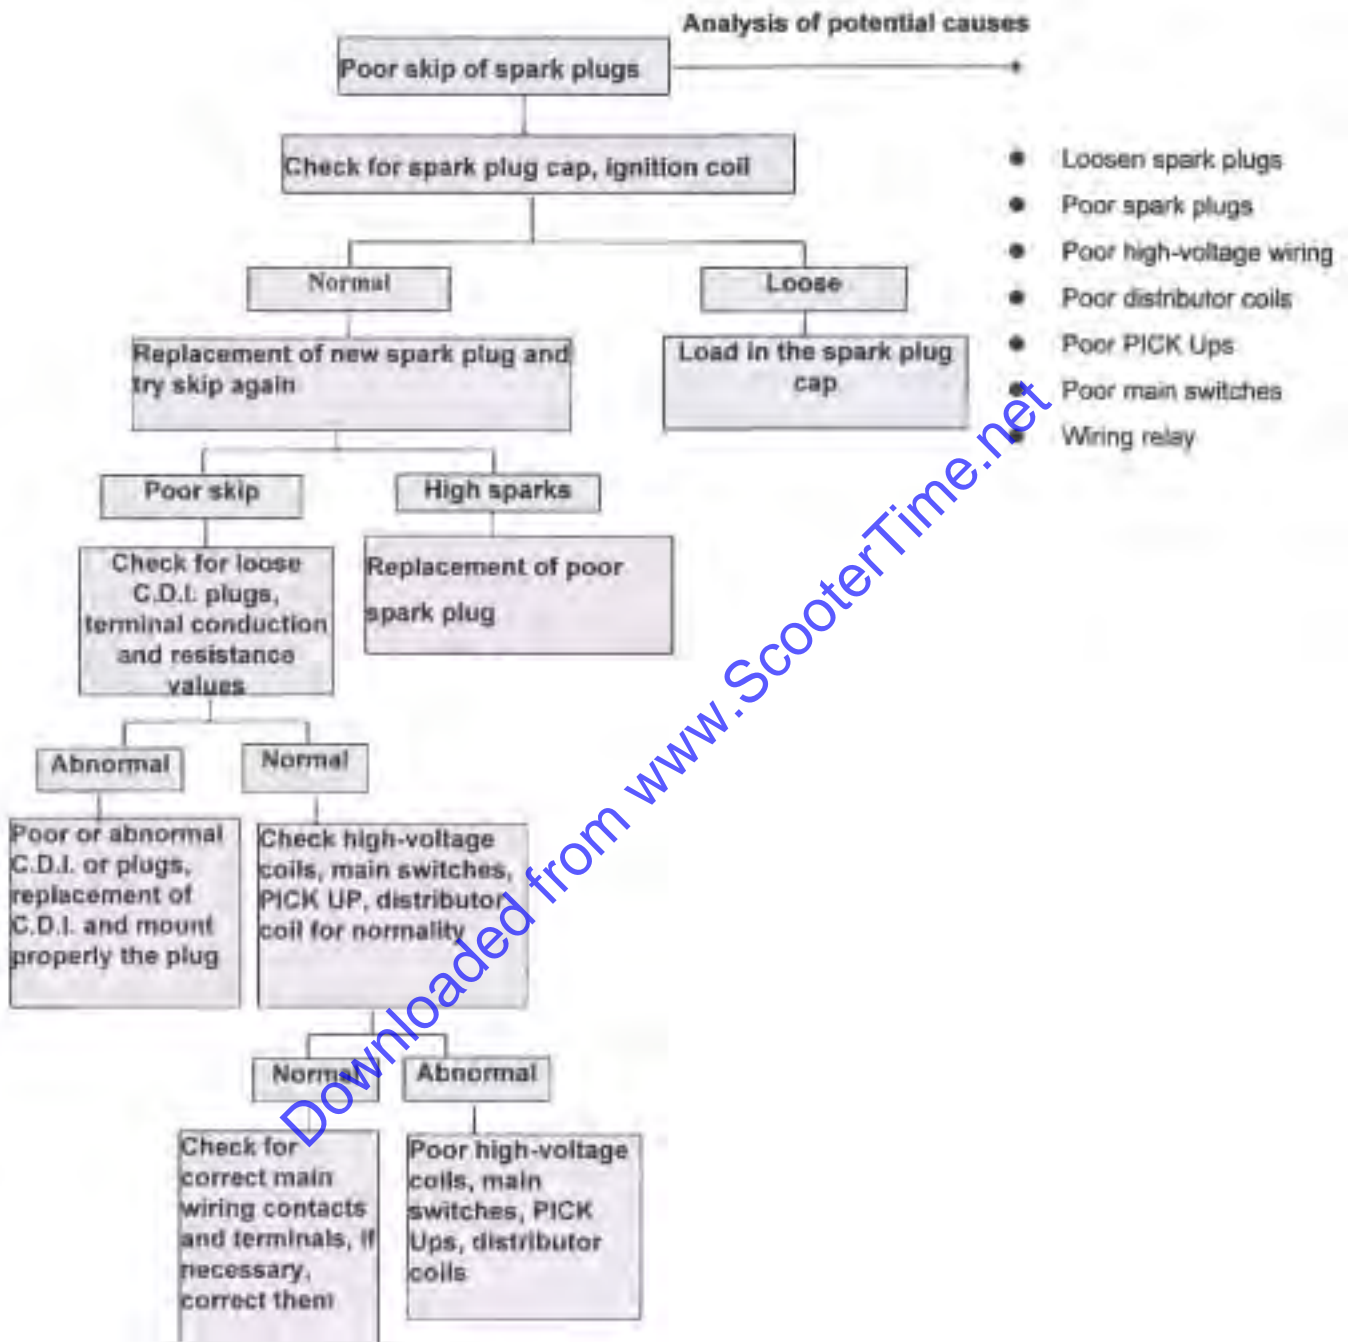 Analysis of potential causes
Poor skip of spark plugs
Check for spark plug cap, ignition coil
Normal
Loose
Replacement of new spark plug and
try skip again
Load in the spark plug
cap
Loosen spark plugs
Poor spark plugs
Poor high-voltage wiring
Poor distributor coils
Poor PICK Ups
Poor main switches
Wiring relay
Poor skip
High sparks
Check for loose
C.D.I. plugs,
terminal conduction
and resistance
values
Replacement of poor
spark plug
Abnormal
Normal
Poor or abnormal
C.D.I. or plugs,
replacement of
C.D.I. and mount
properly the plug
Check high-voltage
coils, main switches,
PICK UP, distributor
coil for normality
Normal
Abnormal
Check for
correct main
wiring contacts
and terminals, if
necessary,
correct them
Poor high-voltage
coils, main
switches, PICK
Ups, distributor
coils
Downloaded from www.ScooterTime.net